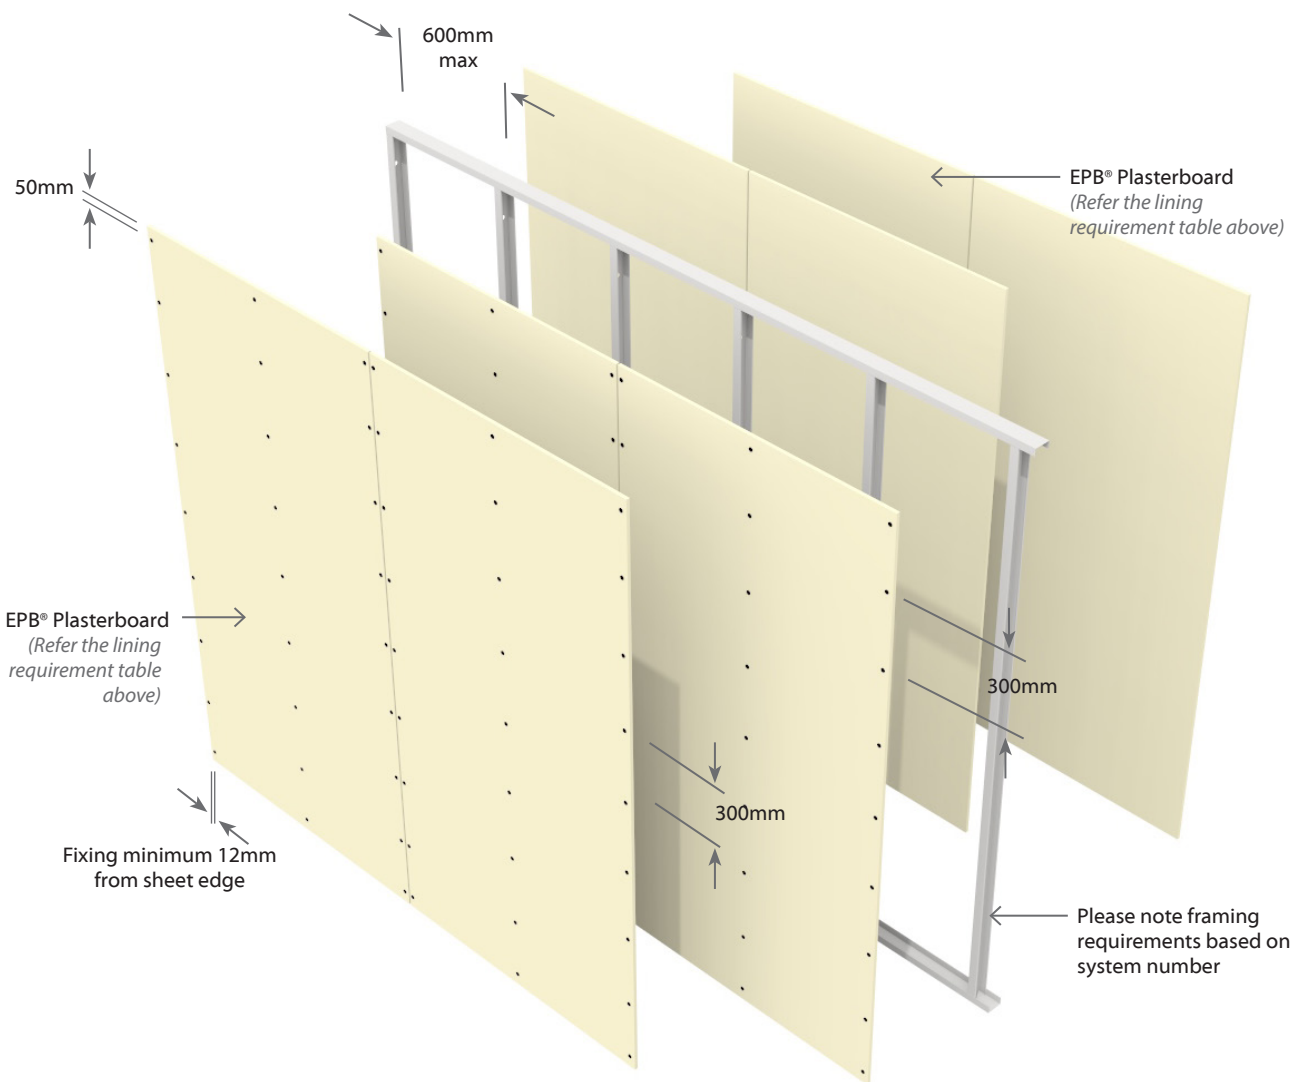 600mm
max
50mm
EPB® Plasterboard
(Refer the lining
requirement table above)
EPB® Plasterboard
(Refer the lining
requirement table
above)
300mm
300mm
Fixing minimum 12mm
from sheet edge
Please note framing
requirements based on
system number